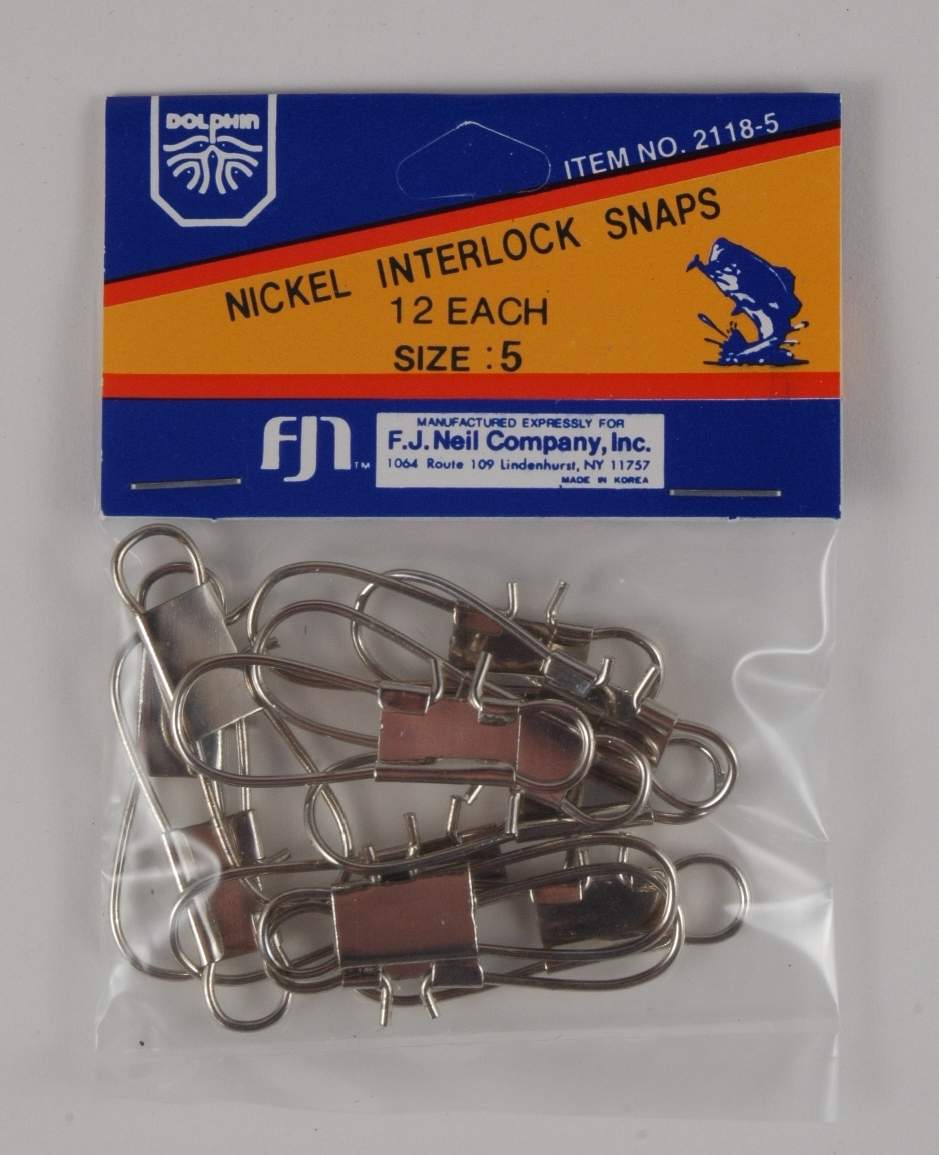 DOLPHIN
ITEM NO. 2118-5
NICKEL INTERLOCK SNAPS
12 EACH
SIZE : 5
FJN TM
MANUFACTURED EXPRESSLY FOR
F.J. Neil Company, Inc.
1064 Route 109 Lindenhurst, NY 11757
MADE IN KOREA